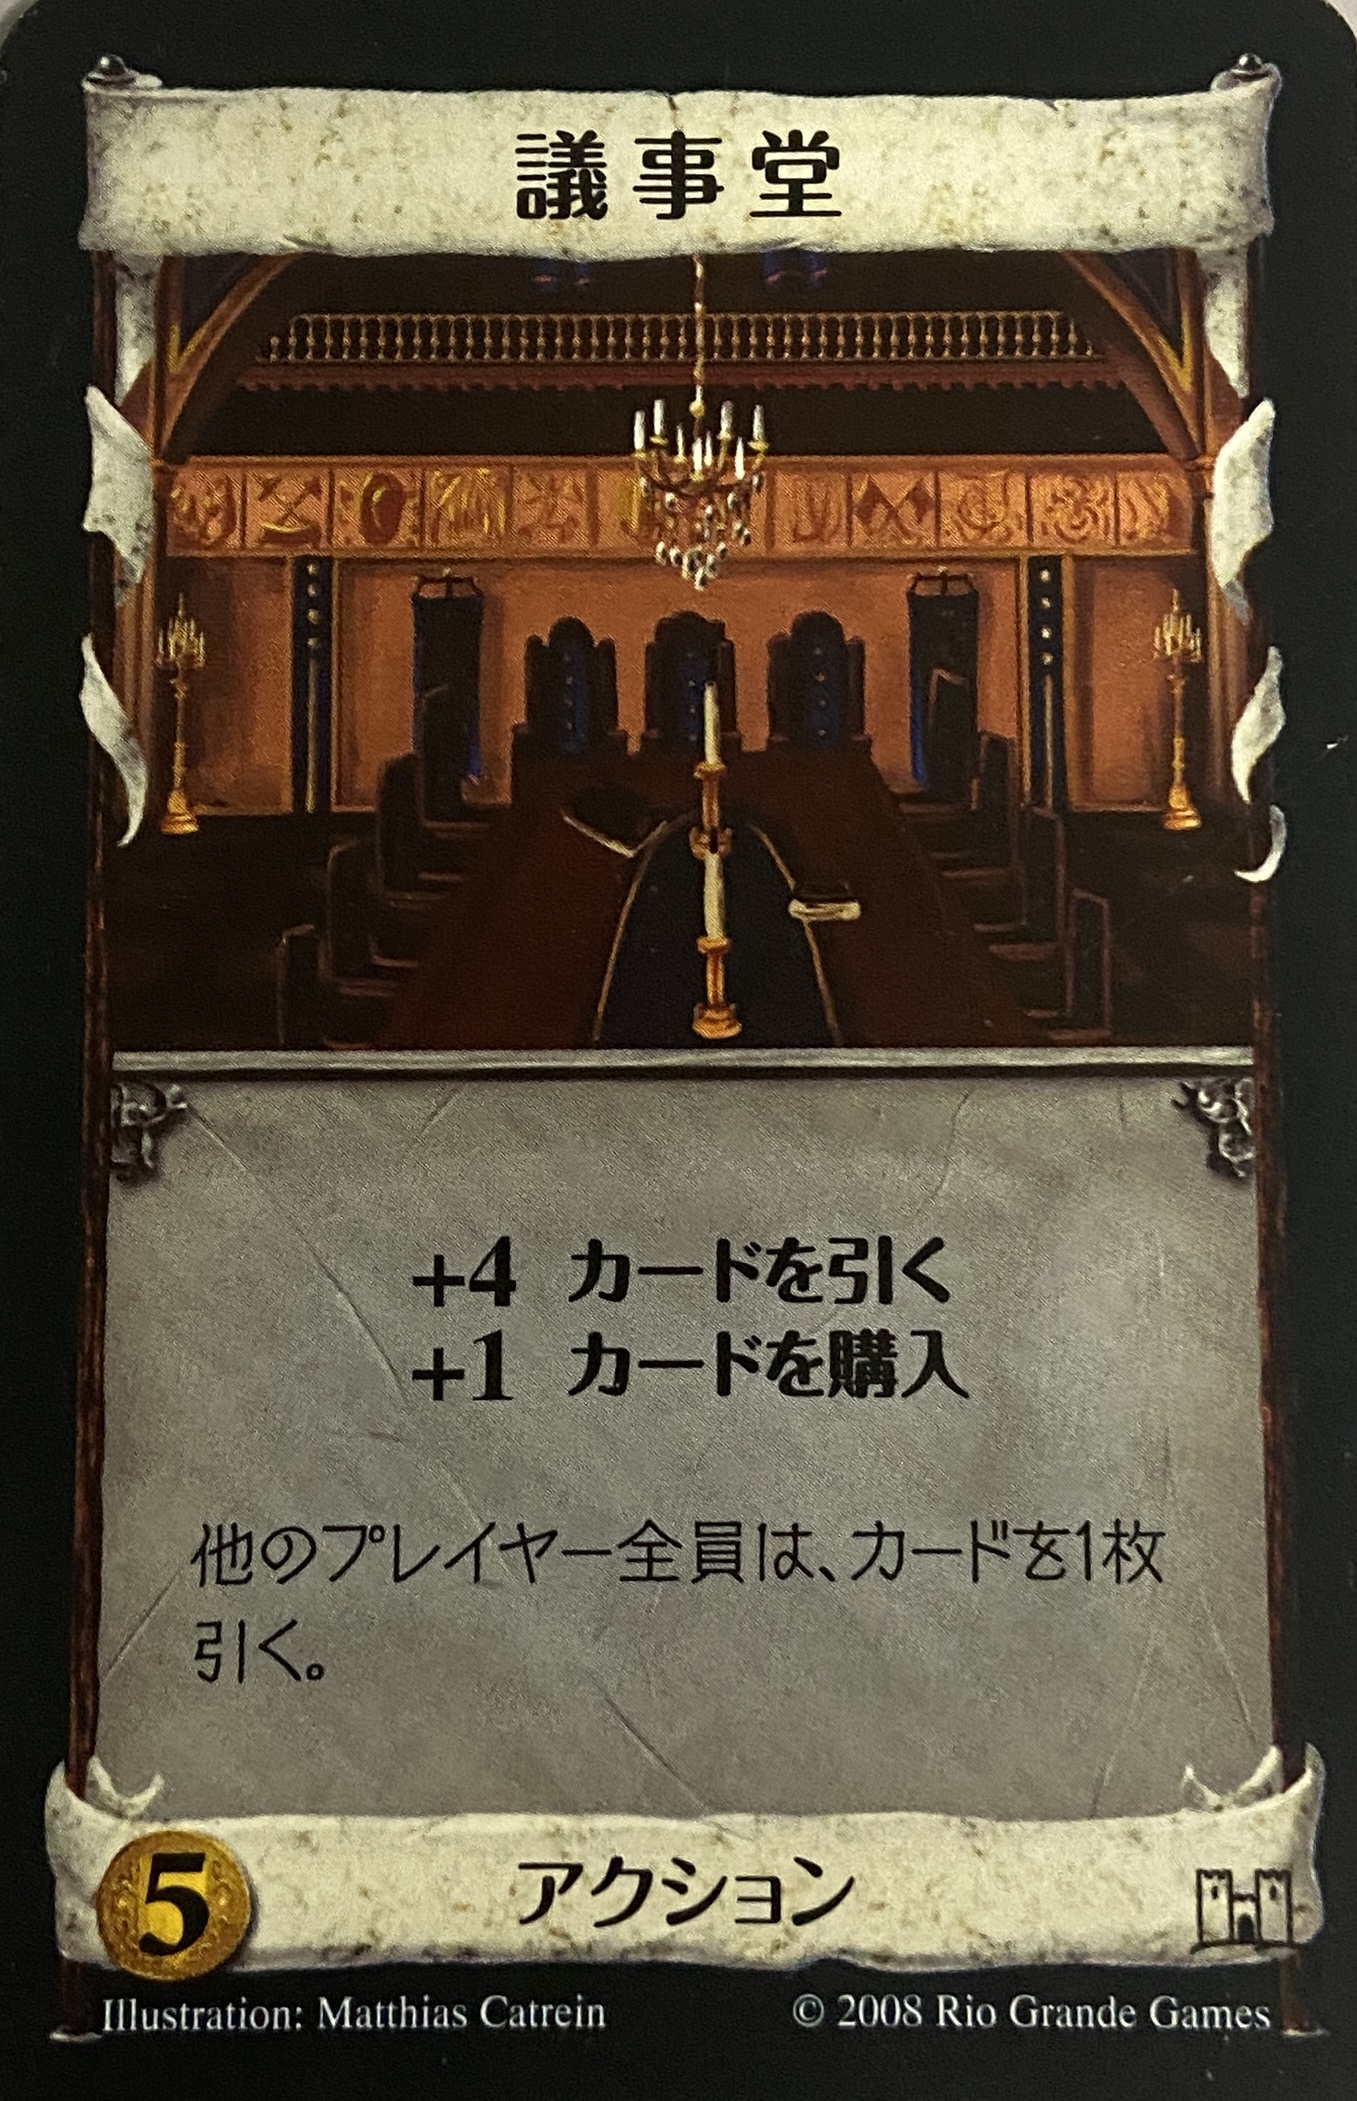 議事堂
+4 カードを引く
+1 カードを購入
他のプレイヤー全員は、カードを1枚
引く。
5
アクション
Illustration: Matthias Catrein
© 2008 Rio Grande Games